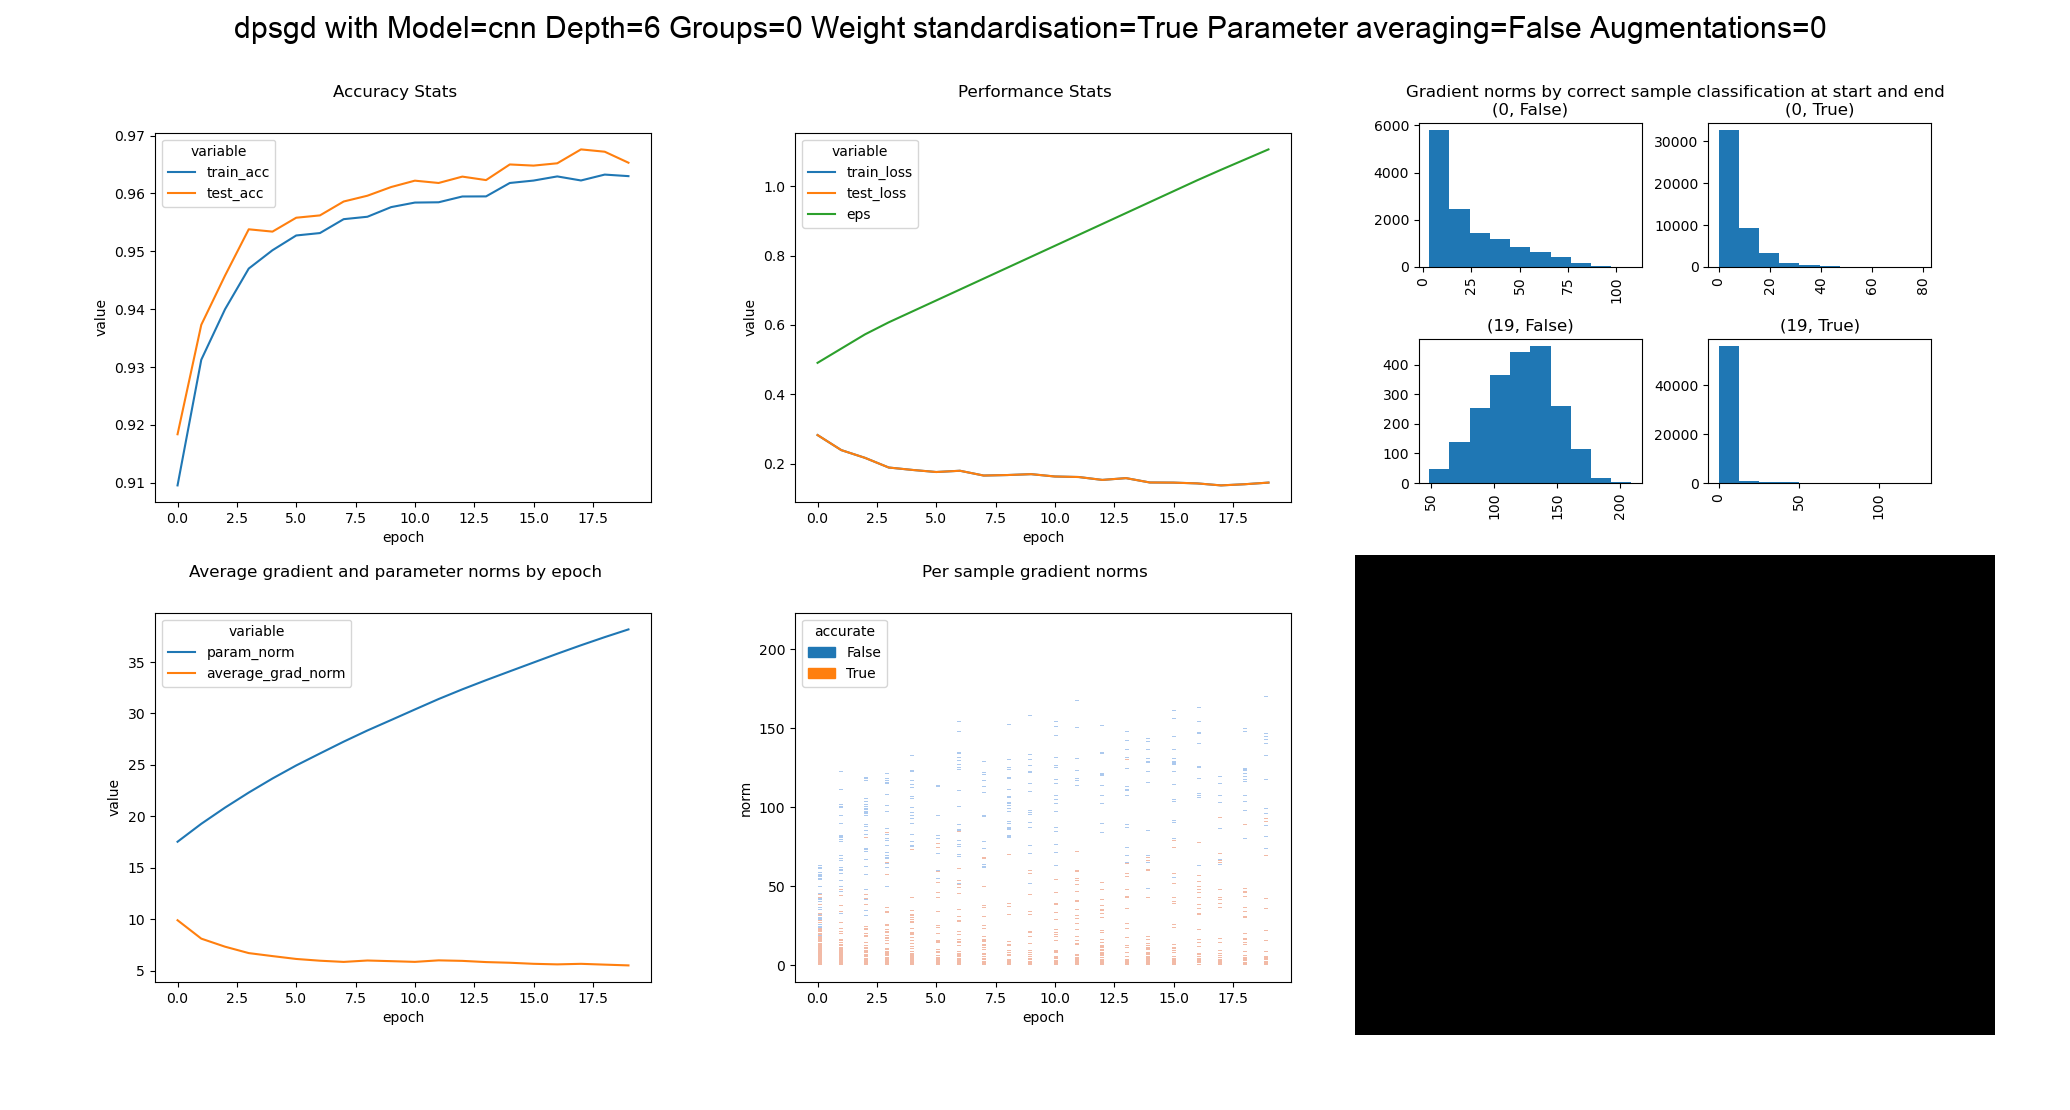 dpsgd with Model=cnn Depth=6 Groups=0 Weight standardisation=True Parameter averaging=False Augmentations=0
Accuracy Stats
0.97
0.96
0.95
0.94
0.93
0.92
0.91
value
variable
train_acc
test_acc
0.0 2.5 5.0 7.5 10.0 12.5 15.0 17.5
epoch
Performance Stats
1.0
0.8
0.6
0.4
0.2
value
variable
train_loss
test_loss
eps
0.0 2.5 5.0 7.5 10.0 12.5 15.0 17.5
epoch
Gradient norms by correct sample classification at start and end
(0, False)
6000
4000
2000
0
0 25 50 75 100
(0, True)
30000
20000
10000
0
0 20 40 60 80
(19, False)
400
300
200
100
0
50 100 150 200
(19, True)
40000
20000
0
0 50 100
Average gradient and parameter norms by epoch
35
30
25
20
15
10
5
value
variable
param_norm
average_grad_norm
0.0 2.5 5.0 7.5 10.0 12.5 15.0 17.5
epoch
Per sample gradient norms
200
150
100
50
0
norm
accurate
False
True
0.0 2.5 5.0 7.5 10.0 12.5 15.0 17.5
epoch